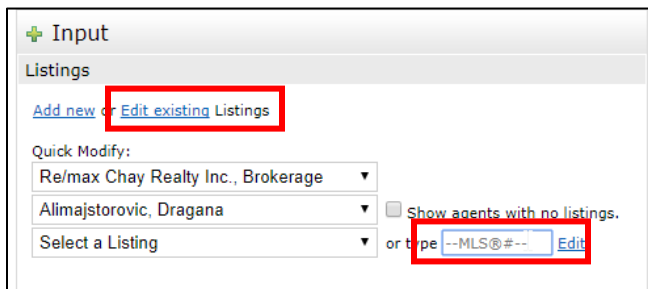 Input
Listings
Add new or Edit existing Listings
Quick Modify:
Re/max Chay Realty Inc., Brokerage
Alimajstorovic, Dragana
Show agents with no listings.
Select a Listing
or type --MLS®#-- Edit